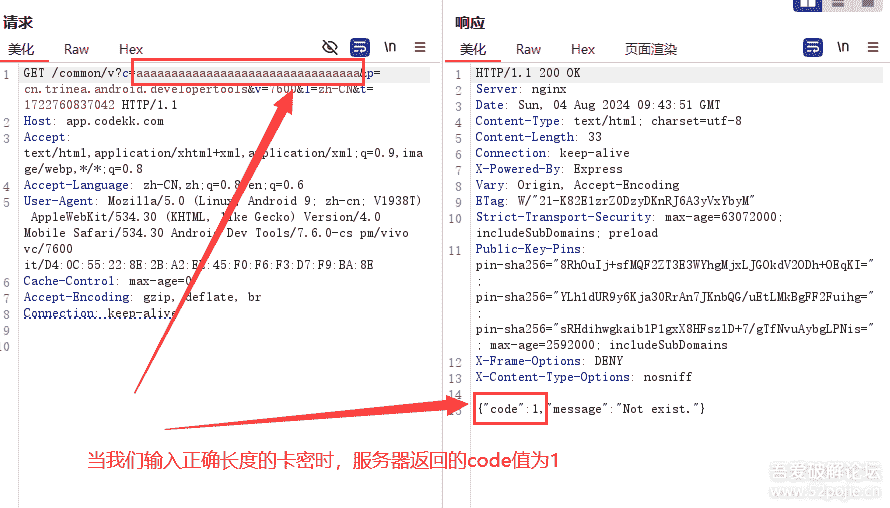 请求
美化 Raw Hex \n
1 GET /common/v?c=aaaaaaaaaaaaaaaaaaaaaaaaaaaaaaaa&p=
cn.trinea.android.developertools&v=7600&l=zh-CN&t=
1722760837042 HTTP/1.1
2 Host: app.codekk.com
3 Accept:
text/html,application/xhtml+xml,application/xml;q=0.9,ima
ge/webp,*/*;q=0.8
4 Accept-Language: zh-CN,zh;q=0.8,en;q=0.6
5 User-Agent: Mozilla/5.0 (Linux; Android 9; zh-cn; V1938T)
AppleWebKit/534.30 (KHTML, like Gecko) Version/4.0
Mobile Safari/534.30 Android Dev Tools/7.6.0-cs pm/vivo
vc/7600
it/D4:0C:55:22:8E:2B:A2: :45:F0:F6:F3:D7:F9:BA:8E
6 Cache-Control: max-age=0
7 Accept-Encoding: gzip, deflate, br
8 Connection: keep-alive
9
10
响应
美化 Raw Hex 页面渲染 \n
1 HTTP/1.1 200 OK
2 Server: nginx
3 Date: Sun, 04 Aug 2024 09:43:51 GMT
4 Content-Type: text/html; charset=utf-8
5 Content-Length: 33
6 Connection: keep-alive
7 X-Powered-By: Express
8 Vary: Origin, Accept-Encoding
9 ETag: W/"21-K82E1zrZODzyDKnRJ6A3yVxYbyM"
10 Strict-Transport-Security: max-age=63072000;
includeSubDomains; preload
11 Public-Key-Pins:
pin-sha256="8RhOuIj+sfMQF2ZT3E3WYhgMjxLJGOkdV2ODh+OEqKI="
;
pin-sha256="YLh1dUR9y6Kja30RrAn7JKnbQG/uEtLMkBgFF2Fuihg="
;
pin-sha256="sRHdihwgkaib1P1gxX8HFszlD+7/gTfNvuAybgLPNis="
; max-age=2592000; includeSubDomains
12 X-Frame-Options: DENY
13 X-Content-Type-Options: nosniff
14
15 {"code":1,"message":"Not exist."}
当我们输入正确长度的卡密时，服务器返回的code值为1
吾爱破解论坛
www.52pojie.cn